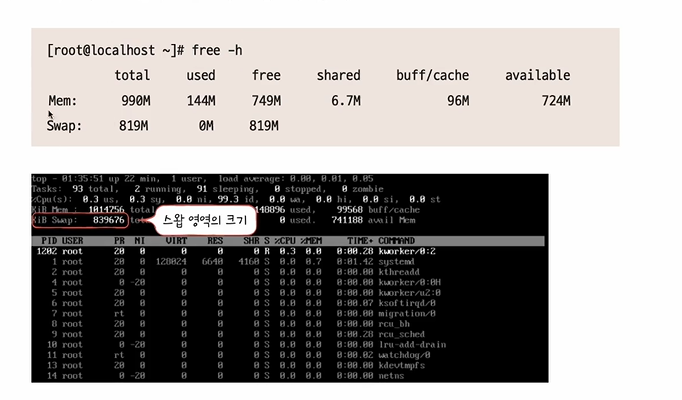 [root@localhost ~]# free -h
total used free shared buff/cache available
Mem: 990M 144M 749M 6.7M 96M 724M
Swap: 819M 0M 819M
top - 01:35:51 up 22 min, 1 user, load average: 0.00, 0.01, 0.05
Tasks: 93 total, 2 running, 91 sleeping, 0 stopped, 0 zombie
%Cpu(s): 0.3 us, 0.3 sy, 0.0 ni, 99.3 id, 0.0 wa, 0.0 hi, 0.0 si, 0.0 st
KiB Mem : 1014756 total 148896 used, 99568 buff/cache
KiB Swap: 839676 스왑 영역의 크기 0 used. 741188 avail Mem
PID USER PR NI VIRT RES SHR S %CPU %MEM TIME+ COMMAND
1202 root 20 0 0 0 0 R 0.3 0.0 0:00.28 kworker/0:2
1 root 20 0 128024 6640 4160 S 0.0 0.7 0:01.42 systemd
2 root 20 0 0 0 0 S 0.0 0.0 0:00.00 kthreadd
4 root 0 -20 0 0 0 S 0.0 0.0 0:00.00 kworker/0:0H
5 root 20 0 0 0 0 S 0.0 0.0 0:00.00 kworker/u2:0
6 root 20 0 0 0 0 S 0.0 0.0 0:00.07 ksoftirqd/0
7 root rt 0 0 0 0 S 0.0 0.0 0:00.00 migration/0
8 root 20 0 0 0 0 S 0.0 0.0 0:00.00 rcu_bh
9 root 20 0 0 0 0 S 0.0 0.0 0:00.28 rcu_sched
10 root 0 -20 0 0 0 S 0.0 0.0 0:00.00 lru-add-drain
11 root rt 0 0 0 0 S 0.0 0.0 0:00.02 watchdog/0
13 root 20 0 0 0 0 S 0.0 0.0 0:00.00 kdevtmpfs
14 root 0 -20 0 0 0 S 0.0 0.0 0:00.00 netns